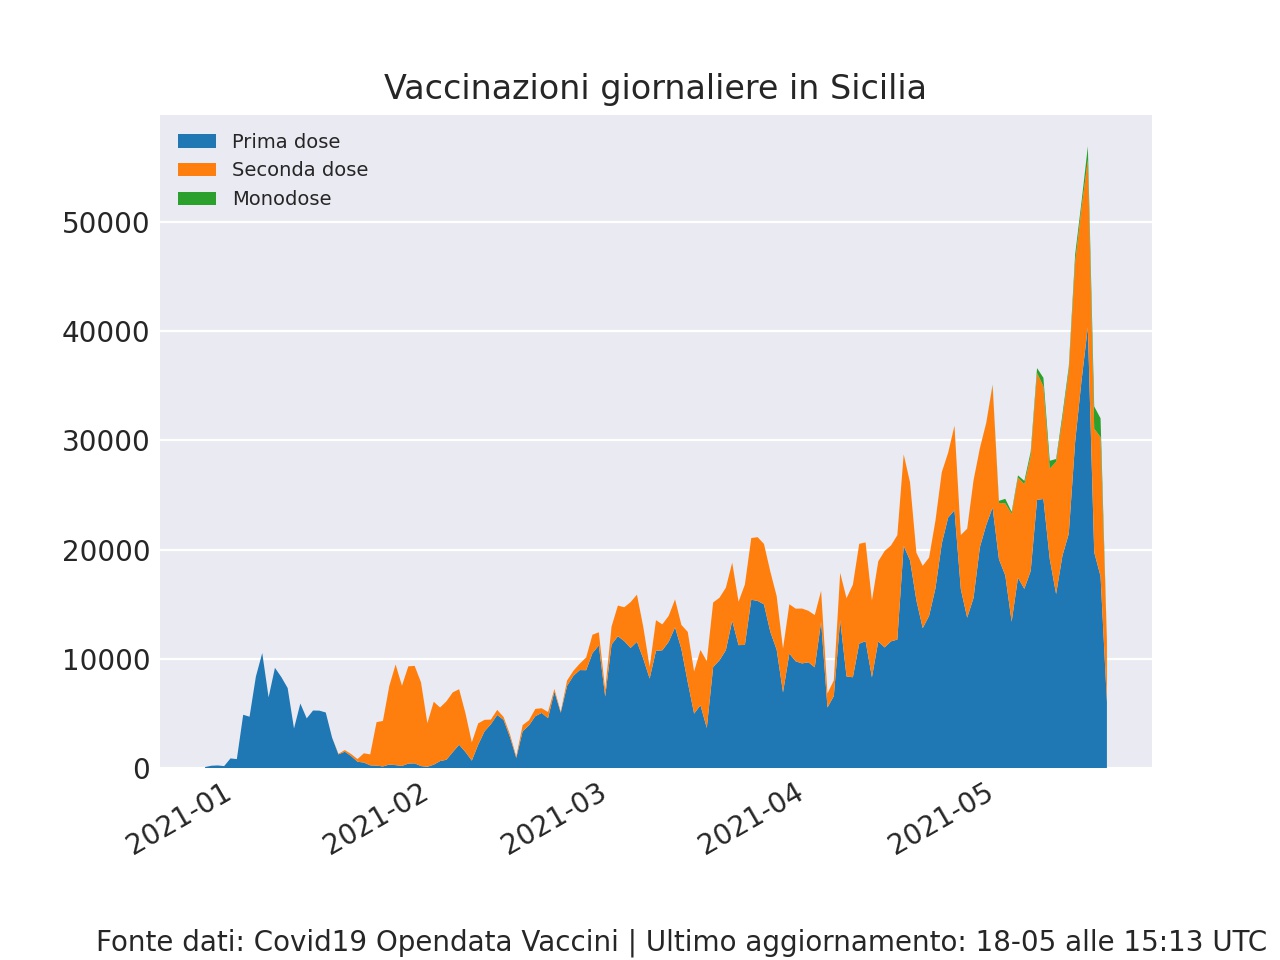 Vaccinazioni giornaliere in Sicilia
Prima dose
Seconda dose
Monodose
50000
40000
30000
20000
10000
0
2021-01
2021-02
2021-03
2021-04
2021-05
Fonte dati: Covid19 Opendata Vaccini | Ultimo aggiornamento: 18-05 alle 15:13 UTC